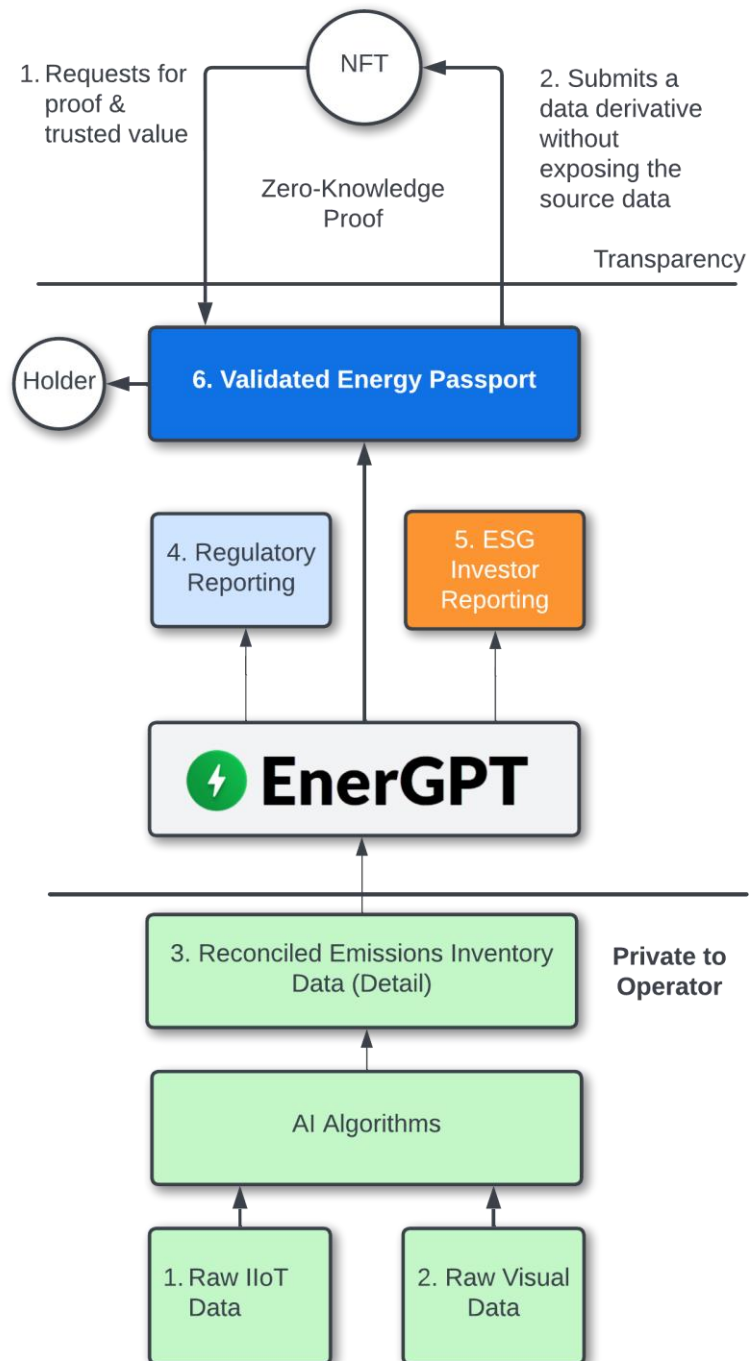 NFT
1. Requests for
proof &
trusted value
2. Submits a
data derivative
without
exposing the
source data
Zero-Knowledge
Proof
Transparency
Holder
6. Validated Energy Passport
4. Regulatory
Reporting
5. ESG
Investor
Reporting
EnerGPT
3. Reconciled Emissions Inventory
Data (Detail)
Private to
Operator
AI Algorithms
1. Raw IIoT
Data
2. Raw Visual
Data